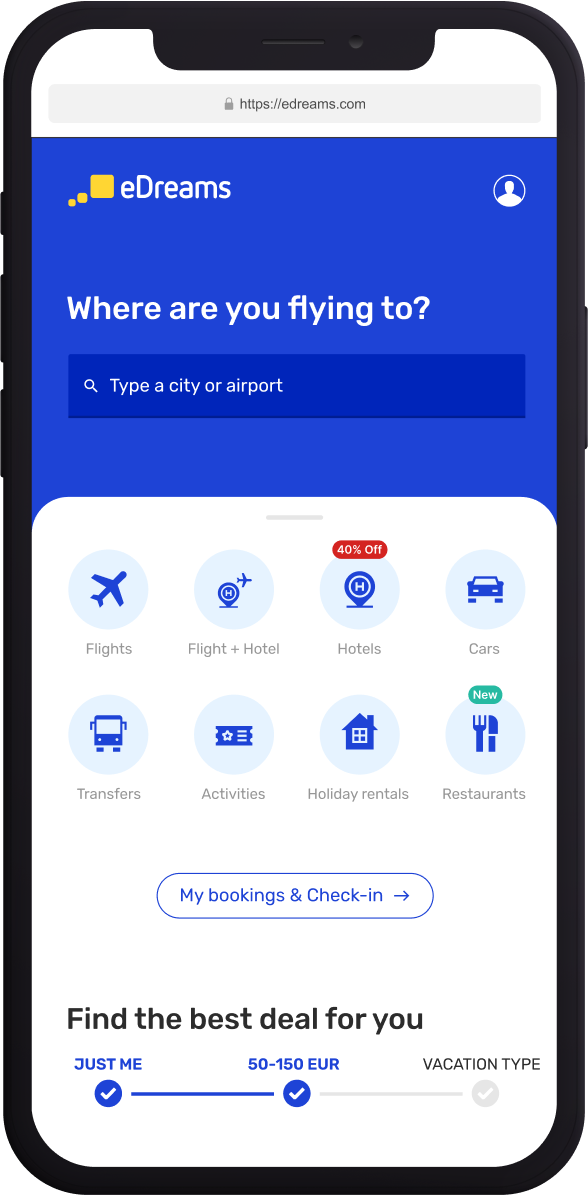 https://edreams.com
eDreams
Where are you flying to?
Type a city or airport
40% Off
H
H
Flights
Flight + Hotel
Hotels
Cars
New
Transfers
Activities
Holiday rentals
Restaurants
My bookings & Check-in →
Find the best deal for you
JUST ME
50-150 EUR
VACATION TYPE